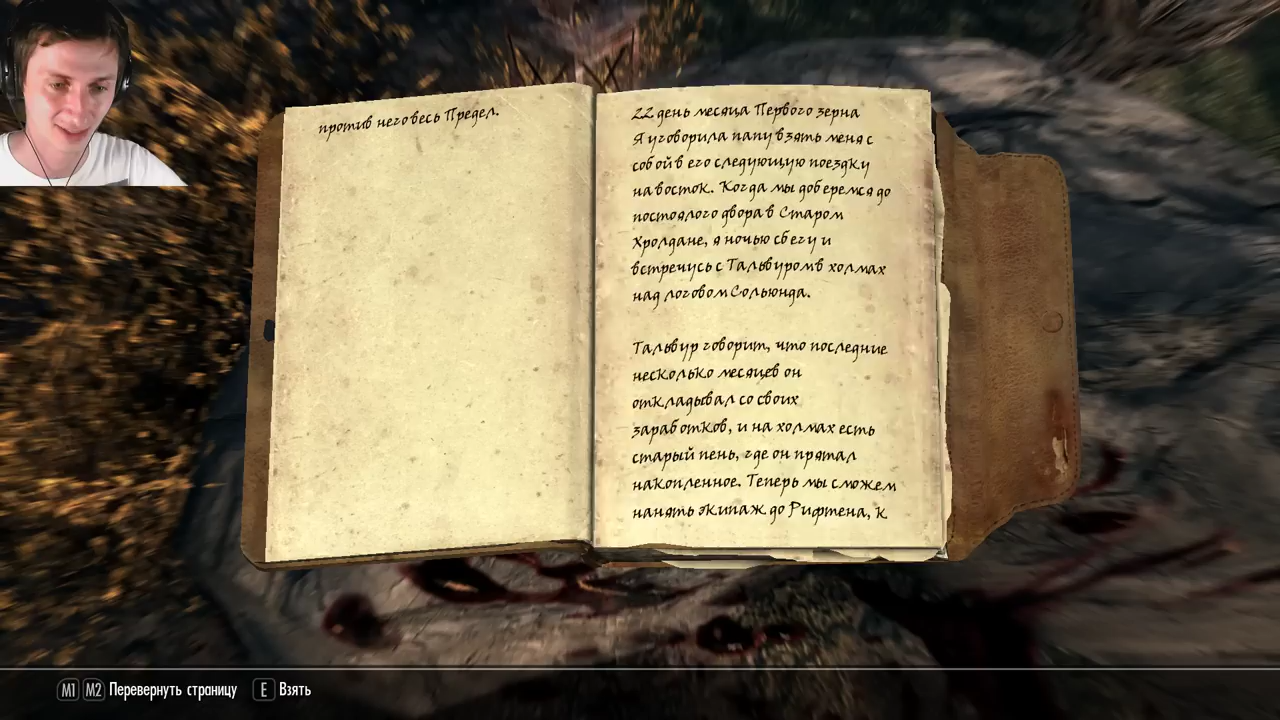 против него весь Предел.
22 день месяца Первого зерна
Я уговорила папу взять меня с
собой в его следующую поездку
на восток. Когда мы доберемся до
постоялого двора в Старом
Хролдане, я ночью сбегу и
встречусь с Тальвуром в холмах
над логовом Сольюнда.
Тальвур говорит, что последние
несколько месяцев он
откладывал со своих
заработков, и на холмах есть
старый пень, где он прятал
накопленное. Теперь мы сможем
нанять экипаж до Рифтена, к
M1 M2 Перевернуть страницу E Взять